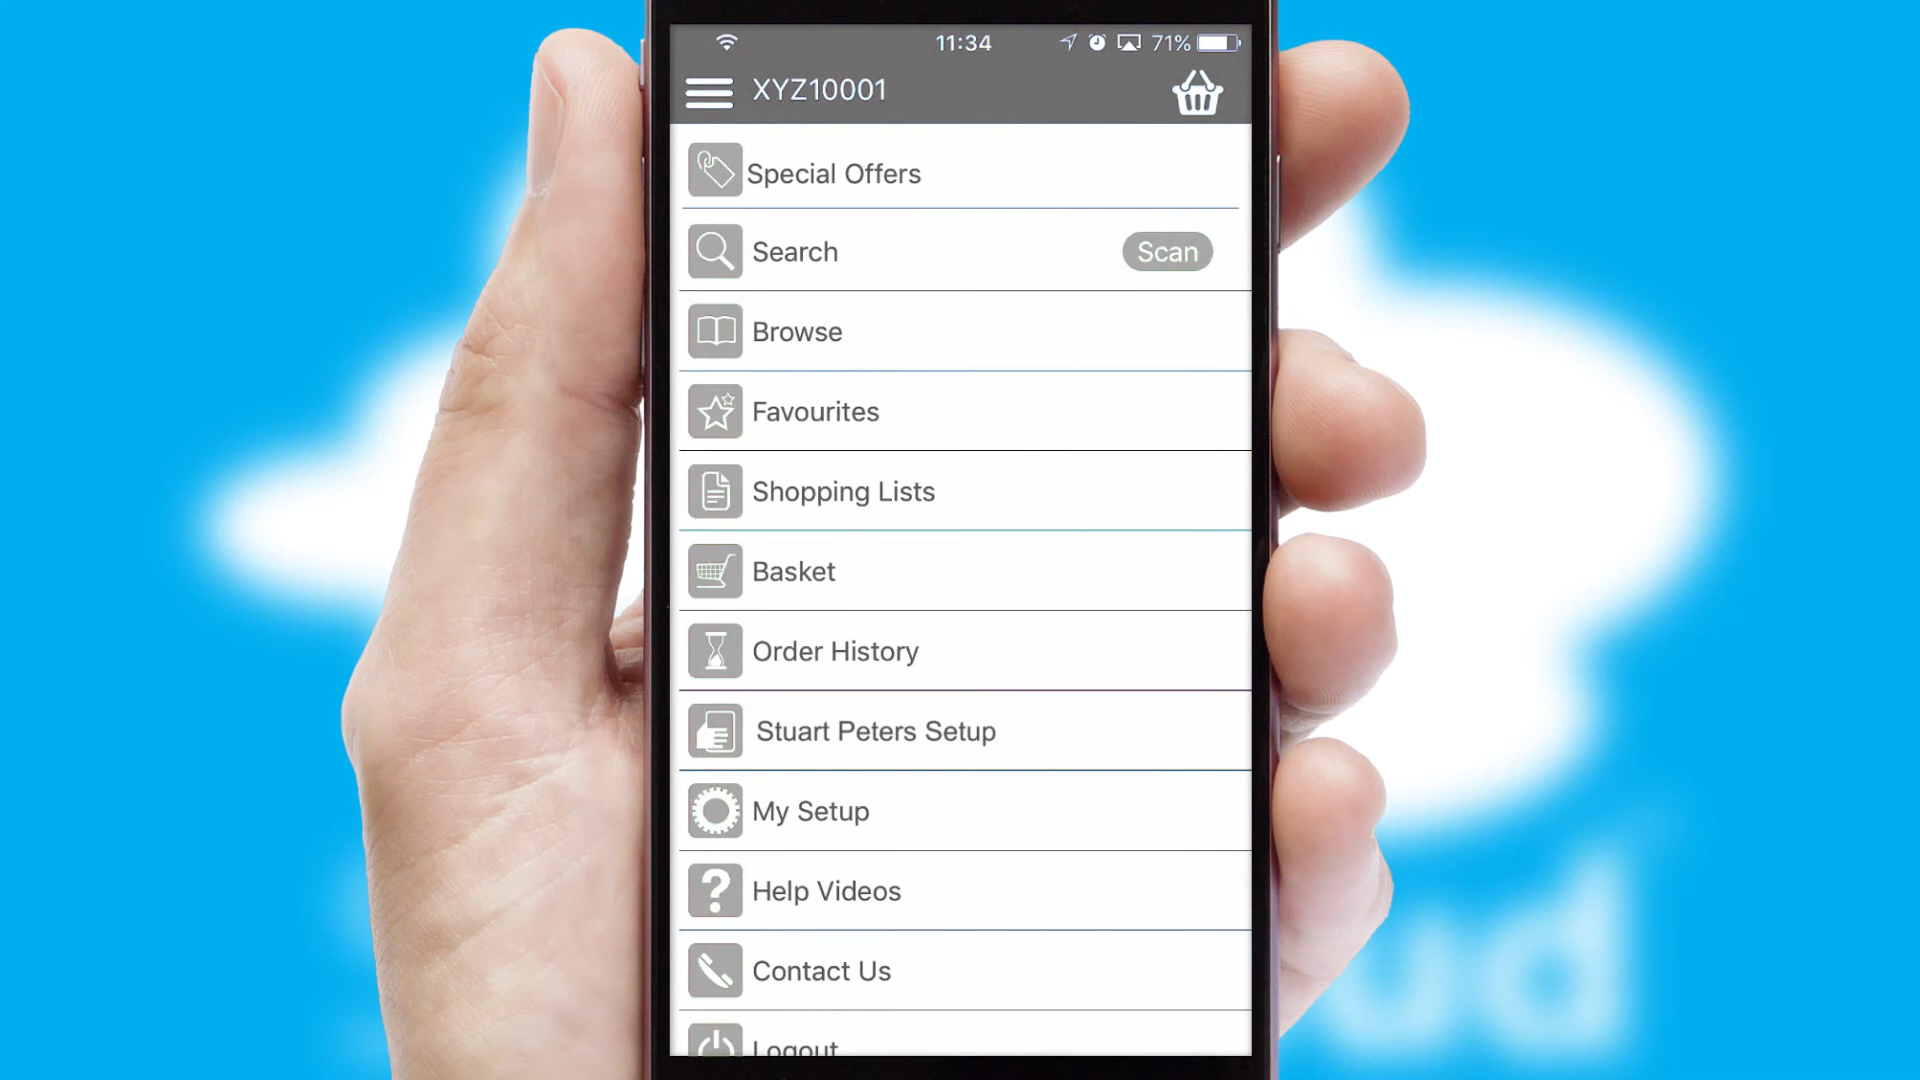 11:34
71%
XYZ10001
Special Offers
Search
Scan
Browse
Favourites
Shopping Lists
Basket
Order History
Stuart Peters Setup
My Setup
Help Videos
Contact Us
Logout
ud